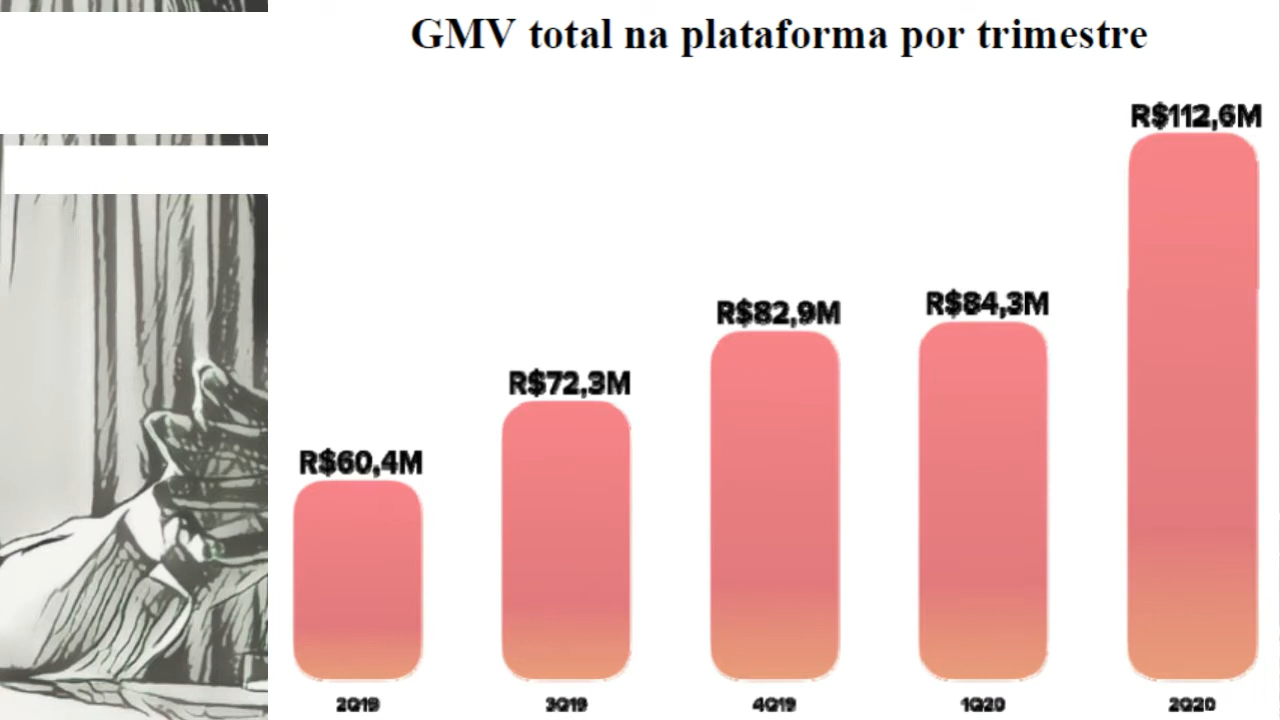 GMV total na plataforma por trimestre
R$112,6M
R$84,3M
R$82,9M
R$72,3M
R$60,4M
2Q19
3Q19
4Q19
1Q20
2Q20